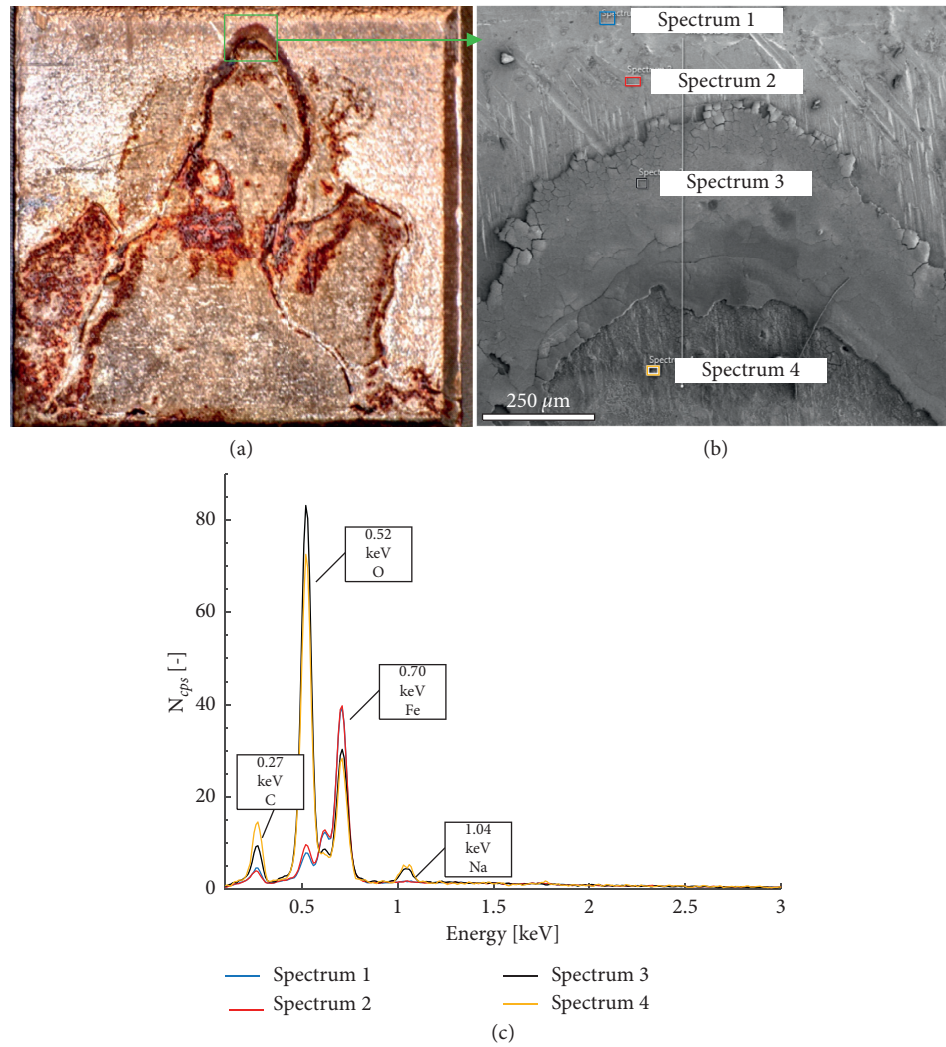 Spectrum 1
Spectrum 2
Spectrum 3
Spectrum 4
250 μm
(a)
(b)
80
60
40
20
0
N_cps [-]
0.52
keV
O
0.70
keV
Fe
0.27
keV
C
1.04
keV
Na
0.5
1
1.5
2
2.5
3
Energy [keV]
Spectrum 1
Spectrum 3
Spectrum 2
Spectrum 4
(c)